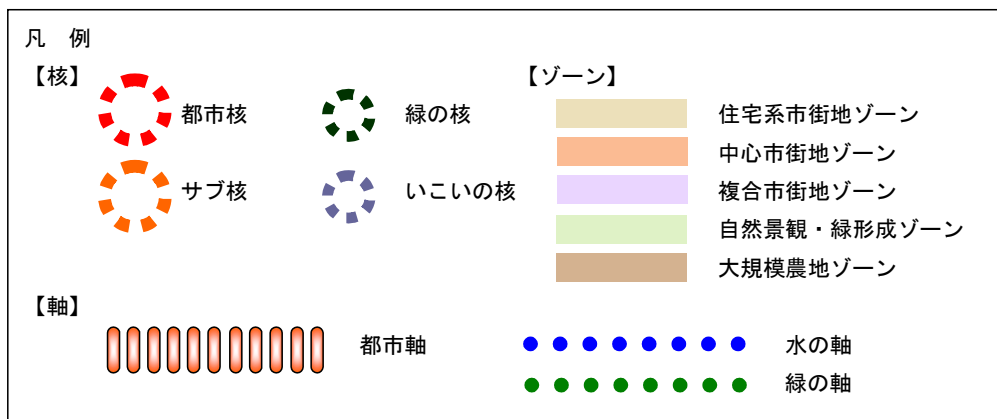 凡　例
【核】
都市核
緑の核
サブ核
いこいの核
【ゾーン】
住宅系市街地ゾーン
中心市街地ゾーン
複合市街地ゾーン
自然景観・緑形成ゾーン
大規模農地ゾーン
【軸】
都市軸
水の軸
緑の軸